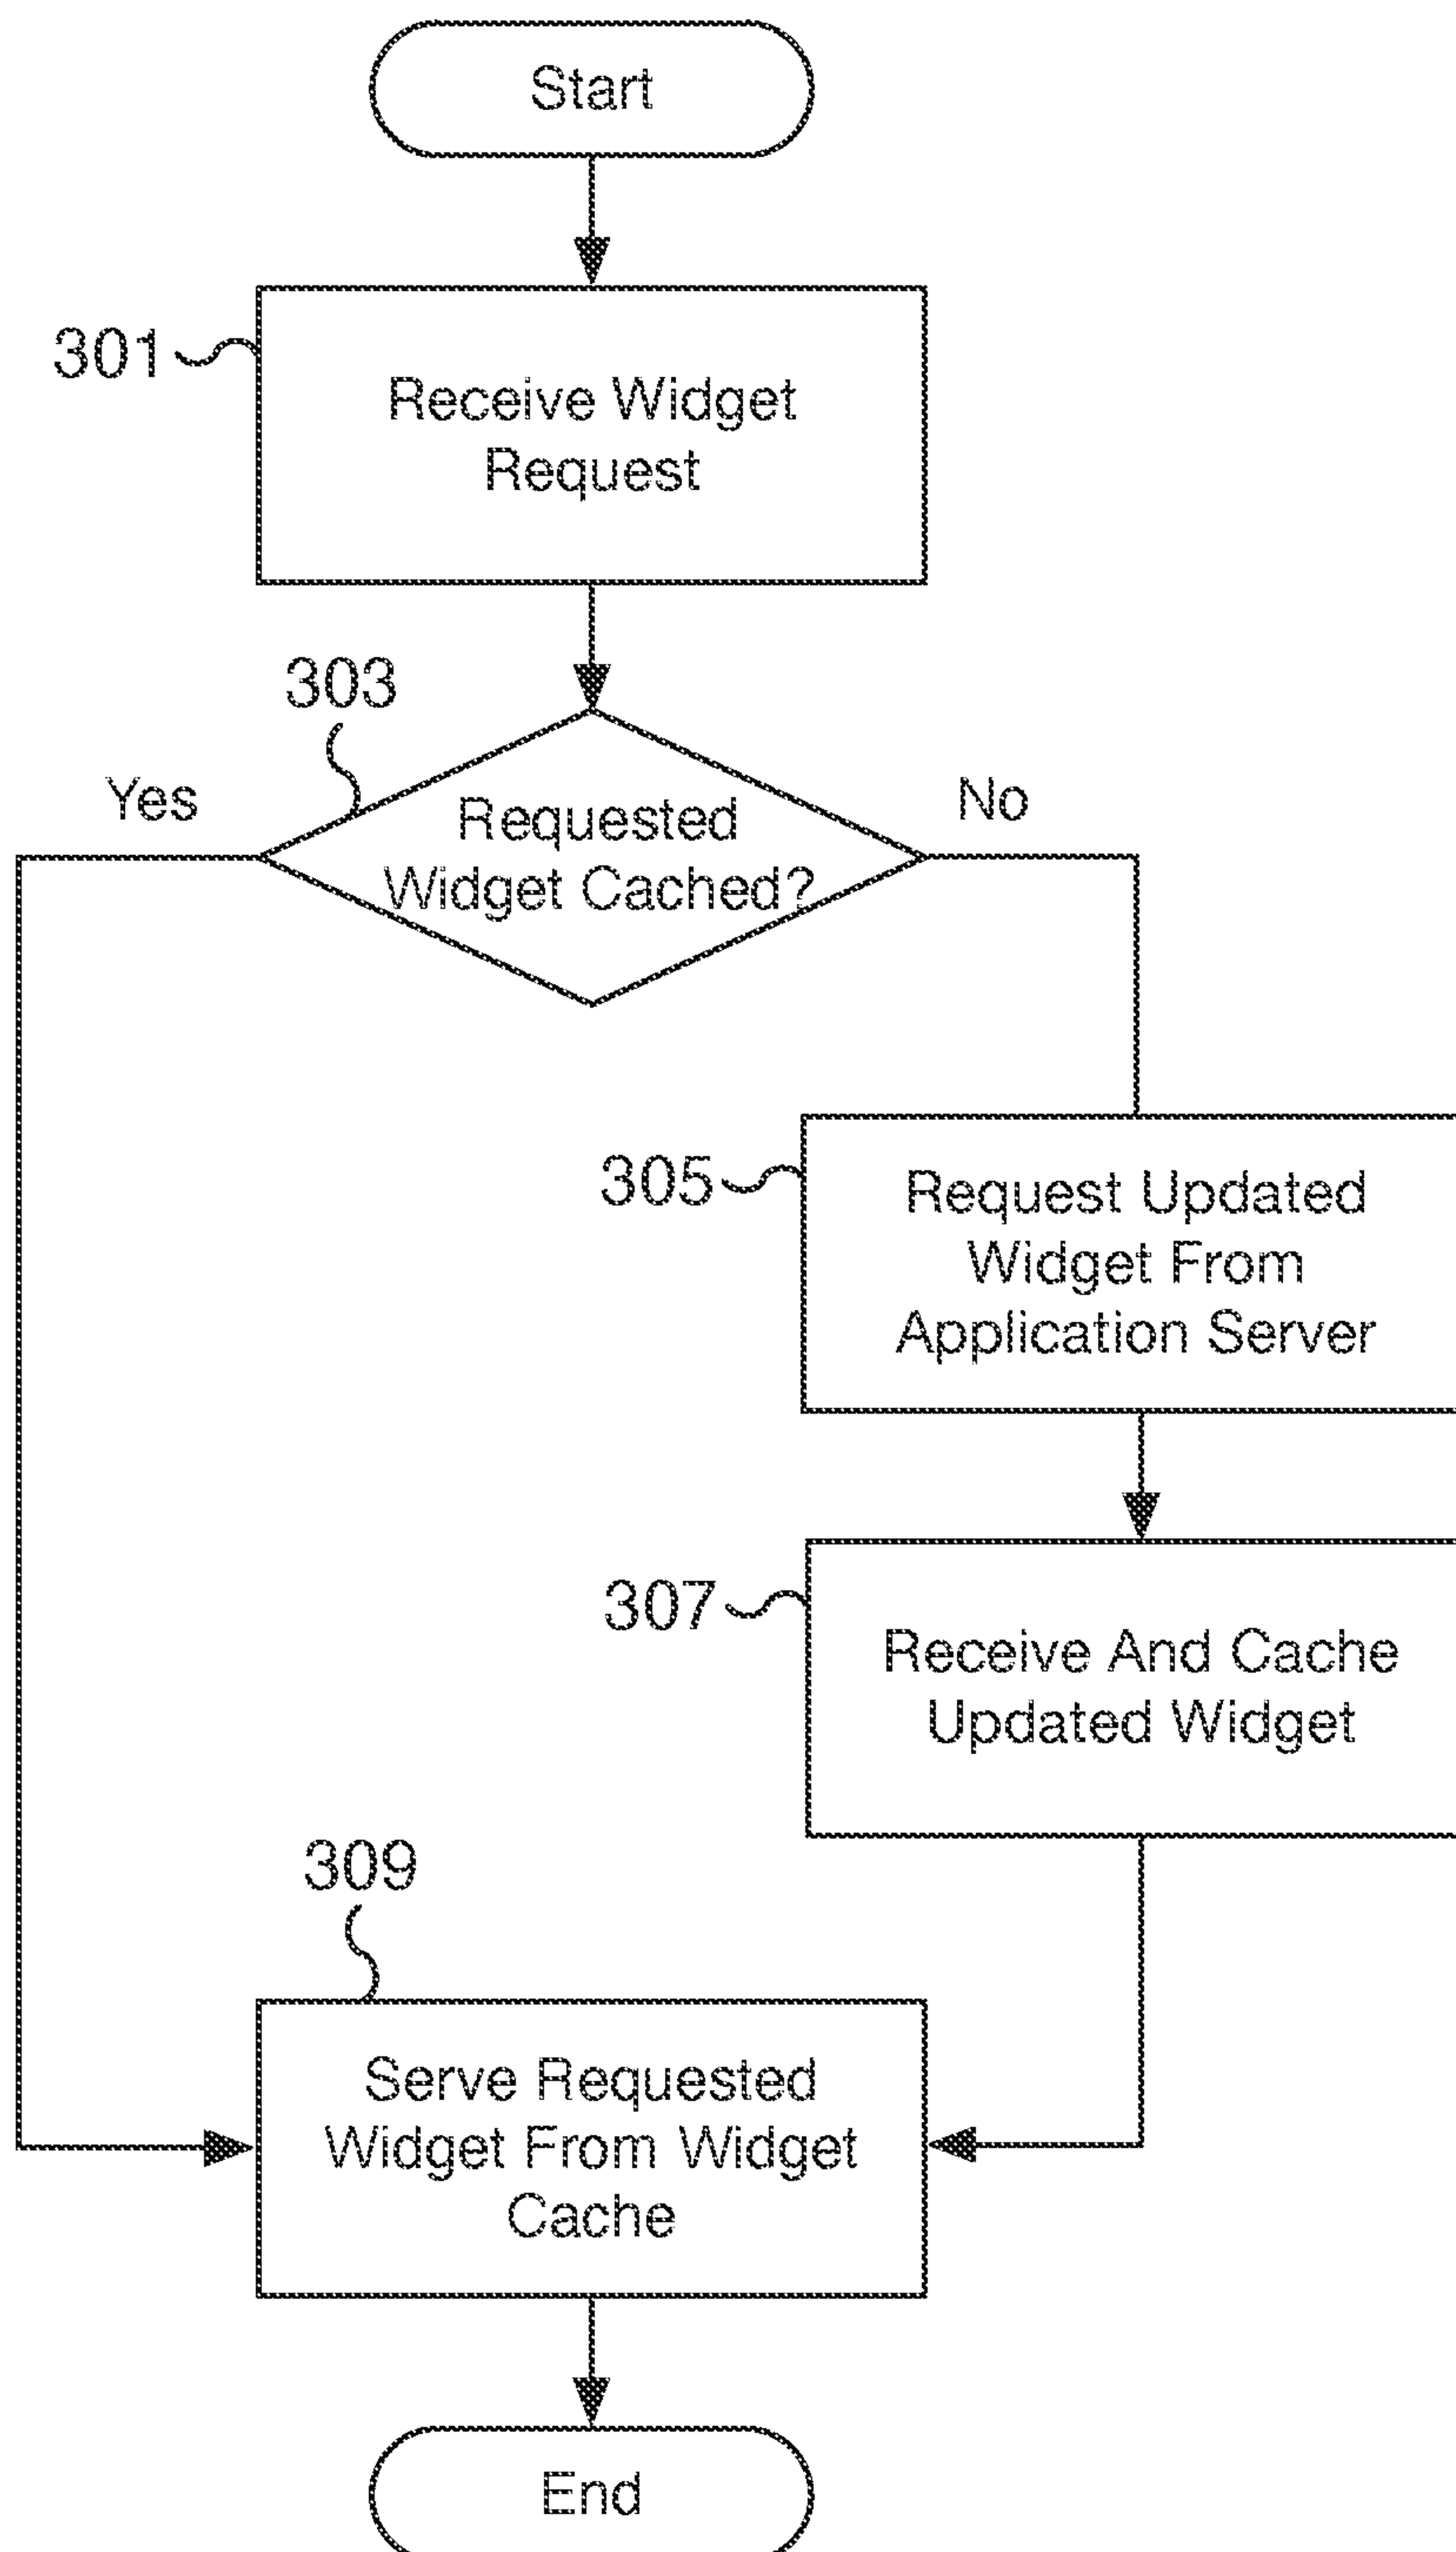 Start
301
Receive Widget
Request
303
Yes
No
Requested
Widget Cached?
305
Request Updated
Widget From
Application Server
307
Receive And Cache
Updated Widget
309
Serve Requested
Widget From Widget
Cache
End